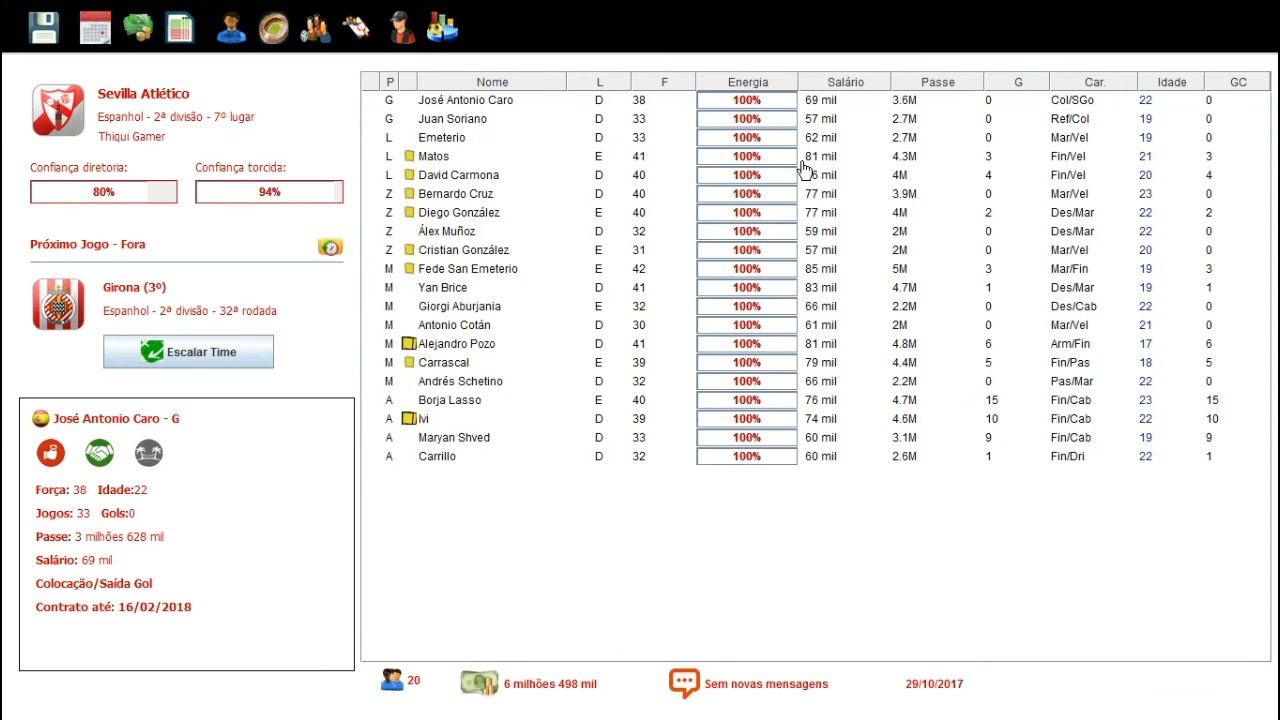 Sevilla Atlético
Espanhol - 2ª divisão - 7º lugar
Thiqui Gamer
Confiança diretoria: Confiança torcida:
80% 94%
Próximo Jogo - Fora
Girona (3º)
Espanhol - 2ª divisão - 32ª rodada
Escalar Time
José Antonio Caro - G
Força: 38 Idade:22
Jogos: 33 Gols:0
Passe: 3 milhões 628 mil
Salário: 69 mil
Colocação/Saída Gol
Contrato até: 16/02/2018
P Nome L F Energia Salário Passe G Car. Idade GC
G José Antonio Caro D 38 100% 69 mil 3.6M 0 Col/SGo 22 0
G Juan Soriano D 33 100% 57 mil 2.7M 0 Ref/Col 19 0
L Emeterio D 33 100% 62 mil 2.7M 0 Mar/Vel 19 0
L Matos E 41 100% 81 mil 4.3M 3 Fin/Vel 21 3
L David Carmona D 40 100% 6 mil 4M 4 Fin/Vel 20 4
Z Bernardo Cruz D 40 100% 77 mil 3.9M 0 Mar/Vel 23 0
Z Diego González E 40 100% 77 mil 4M 2 Des/Mar 22 2
Z Álex Muñoz D 32 100% 59 mil 2M 0 Mar/Vel 22 0
Z Cristian González E 31 100% 57 mil 2M 0 Mar/Vel 20 0
M Fede San Emeterio D 42 100% 85 mil 5M 3 Mar/Fin 19 3
M Yan Brice D 41 100% 83 mil 4.7M 1 Des/Mar 19 1
M Giorgi Aburjania E 32 100% 66 mil 2.2M 0 Des/Cab 22 0
M Antonio Cotán D 30 100% 61 mil 2M 0 Mar/Vel 21 0
M Alejandro Pozo D 41 100% 81 mil 4.8M 6 Arm/Fin 17 6
M Carrascal E 39 100% 79 mil 4.4M 5 Fin/Pas 18 5
M Andrés Schetino D 32 100% 66 mil 2.2M 0 Pas/Mar 22 0
A Borja Lasso E 40 100% 76 mil 4.7M 15 Fin/Cab 23 15
A Ivi D 39 100% 74 mil 4.6M 10 Fin/Cab 22 10
A Maryan Shved D 33 100% 60 mil 3.1M 9 Fin/Cab 19 9
A Carrillo D 32 100% 60 mil 2.6M 1 Fin/Dri 22 1
20 6 milhões 498 mil Sem novas mensagens 29/10/2017